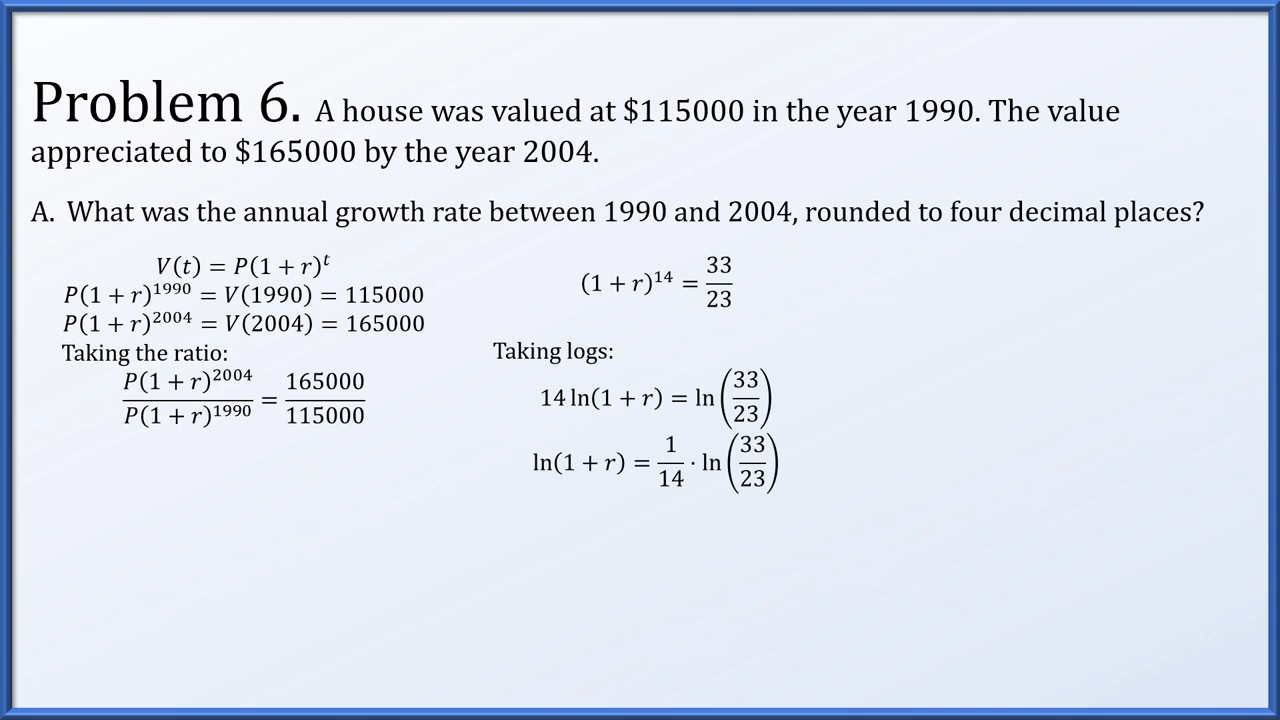 Problem 6. A house was valued at $115000 in the year 1990. The value
appreciated to $165000 by the year 2004.
A. What was the annual growth rate between 1990 and 2004, rounded to four decimal places?
V(t) = P(1 + r)^t
P(1 + r)^1990 = V(1990) = 115000
P(1 + r)^2004 = V(2004) = 165000
Taking the ratio:
P(1 + r)^2004 / P(1 + r)^1990 = 165000 / 115000
(1 + r)^14 = 33/23
Taking logs:
14 ln(1 + r) = ln(33/23)
ln(1 + r) = 1/14 · ln(33/23)